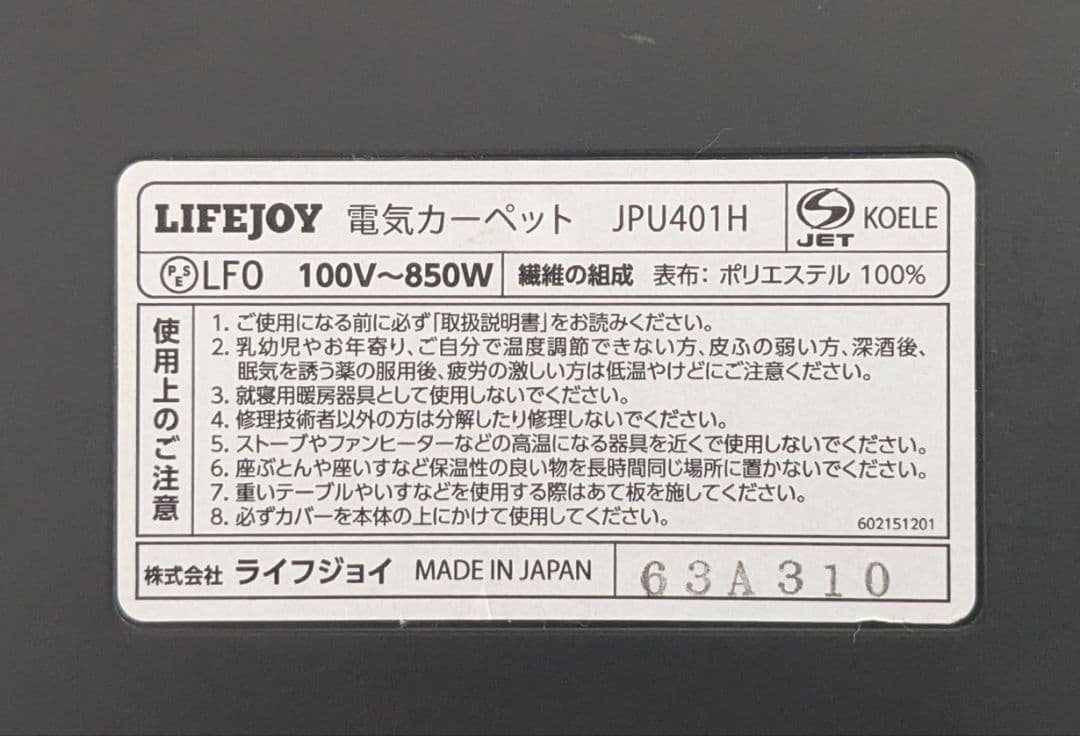 LIFEJOY 電気カーペット JPU401H JET KOELE
PSE LFO 100V～850W 繊維の組成 表布：ポリエステル 100%
使用上のご注意
1. ご使用になる前に必ず「取扱説明書」をお読みください。
2. 乳幼児やお年寄り、ご自分で温度調節できない方、皮ふの弱い方、深酒後、
眠気を誘う薬の服用後、疲労の激しい方は低温やけどにご注意ください。
3. 就寝用暖房器具として使用しないでください。
4. 修理技術者以外の方は分解したり修理しないでください。
5. ストーブやファンヒーターなどの高温になる器具を近くで使用しないでください。
6. 座ぶとんや座いすなど保温性の良い物を長時間同じ場所に置かないでください。
7. 重いテーブルやいすなどを使用する際はあて板を施してください。
8. 必ずカバーを本体の上にかけて使用してください。
602151201
株式会社 ライフジョイ MADE IN JAPAN 63A310